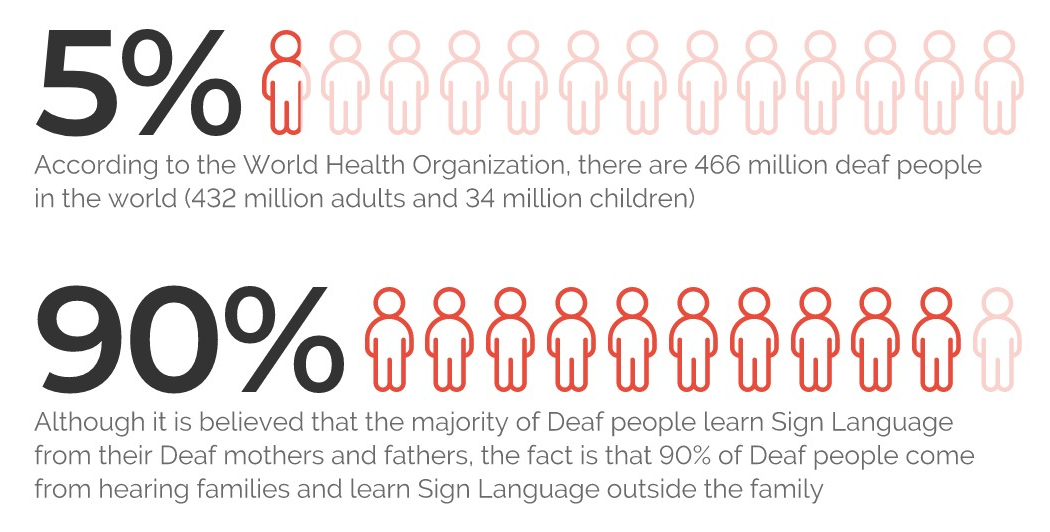 5%
According to the World Health Organization, there are 466 million deaf people
in the world (432 million adults and 34 million children)
90%
Although it is believed that the majority of Deaf people learn Sign Language
from their Deaf mothers and fathers, the fact is that 90% of Deaf people come
from hearing families and learn Sign Language outside the family